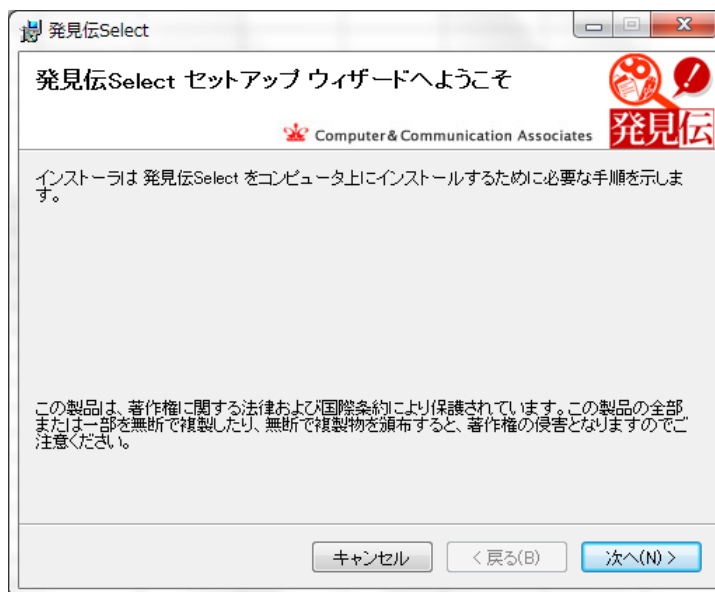 発見伝Select
発見伝Select セットアップ ウィザードへようこそ
Computer & Communication Associates
発見伝
インストーラは 発見伝Select をコンピュータ上にインストールするために必要な手順を示しま
す。
この製品は、著作権に関する法律および国際条約により保護されています。この製品の全部
または一部を無断で複製したり、無断で複製物を頒布すると、著作権の侵害となりますのでご
注意ください。
キャンセル
< 戻る(B)
次へ(N) >